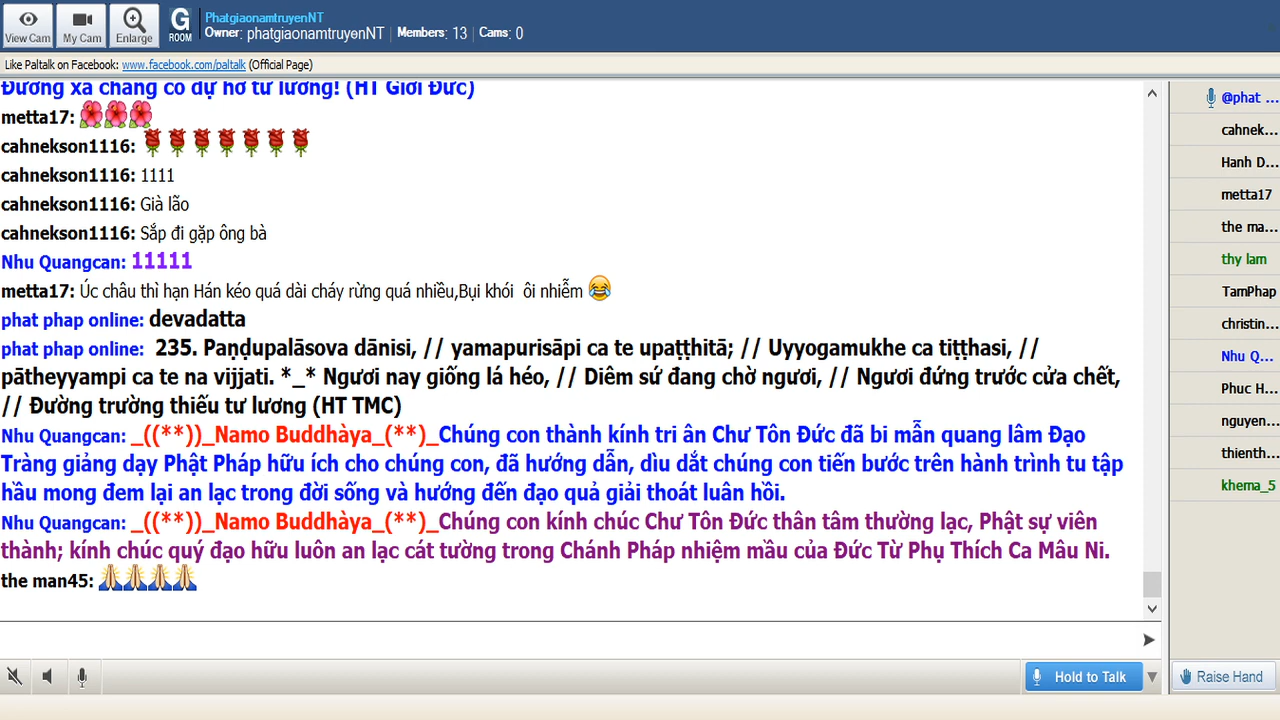 View Cam
My Cam
Enlarge
G
ROOM
PhatgiaonamtruyenNT
Owner: phatgiaonamtruyenNT | Members: 13 | Cams: 0
Like Paltalk on Facebook: www.facebook.com/paltalk (Official Page)
Đường xa chẳng có dự hờ tư lương! (HT Giới Đức)
metta17:
cahnekson1116:
cahnekson1116: 1111
cahnekson1116: Già lão
cahnekson1116: Sắp đi gặp ông bà
Nhu Quangcan: 11111
metta17: Úc châu thì hạn Hán kéo quá dài cháy rừng quá nhiều,Bụi khói ôi nhiễm
phat phap online: devadatta
phat phap online: 235. Paṇḍupalāsova dānisi, // yamapurisāpi ca te upaṭṭhitā; // Uyyogamukhe ca tiṭṭhasi, //
pātheyyampi ca te na vijjati. *_* Ngươi nay giống lá héo, // Diêm sứ đang chờ ngươi, // Ngươi đứng trước cửa chết,
// Đường trường thiếu tư lương (HT TMC)
Nhu Quangcan: _((**))_Namo Buddhàya_(**)_Chúng con thành kính tri ân Chư Tôn Đức đã bi mẫn quang lâm Đạo
Tràng giảng dạy Phật Pháp hữu ích cho chúng con, đã hướng dẫn, dìu dắt chúng con tiến bước trên hành trình tu tập
hầu mong đem lại an lạc trong đời sống và hướng đến đạo quả giải thoát luân hồi.
Nhu Quangcan: _((**))_Namo Buddhàya_(**)_Chúng con kính chúc Chư Tôn Đức thân tâm thường lạc, Phật sự viên
thành; kính chúc quý đạo hữu luôn an lạc cát tường trong Chánh Pháp nhiệm mầu của Đức Từ Phụ Thích Ca Mâu Ni.
the man45:
@phat ...
cahnek...
Hanh D...
metta17
the ma...
thy lam
TamPhap
christin...
Nhu Q...
Phuc H...
nguyen...
thienth...
khema_5
Hold to Talk
Raise Hand